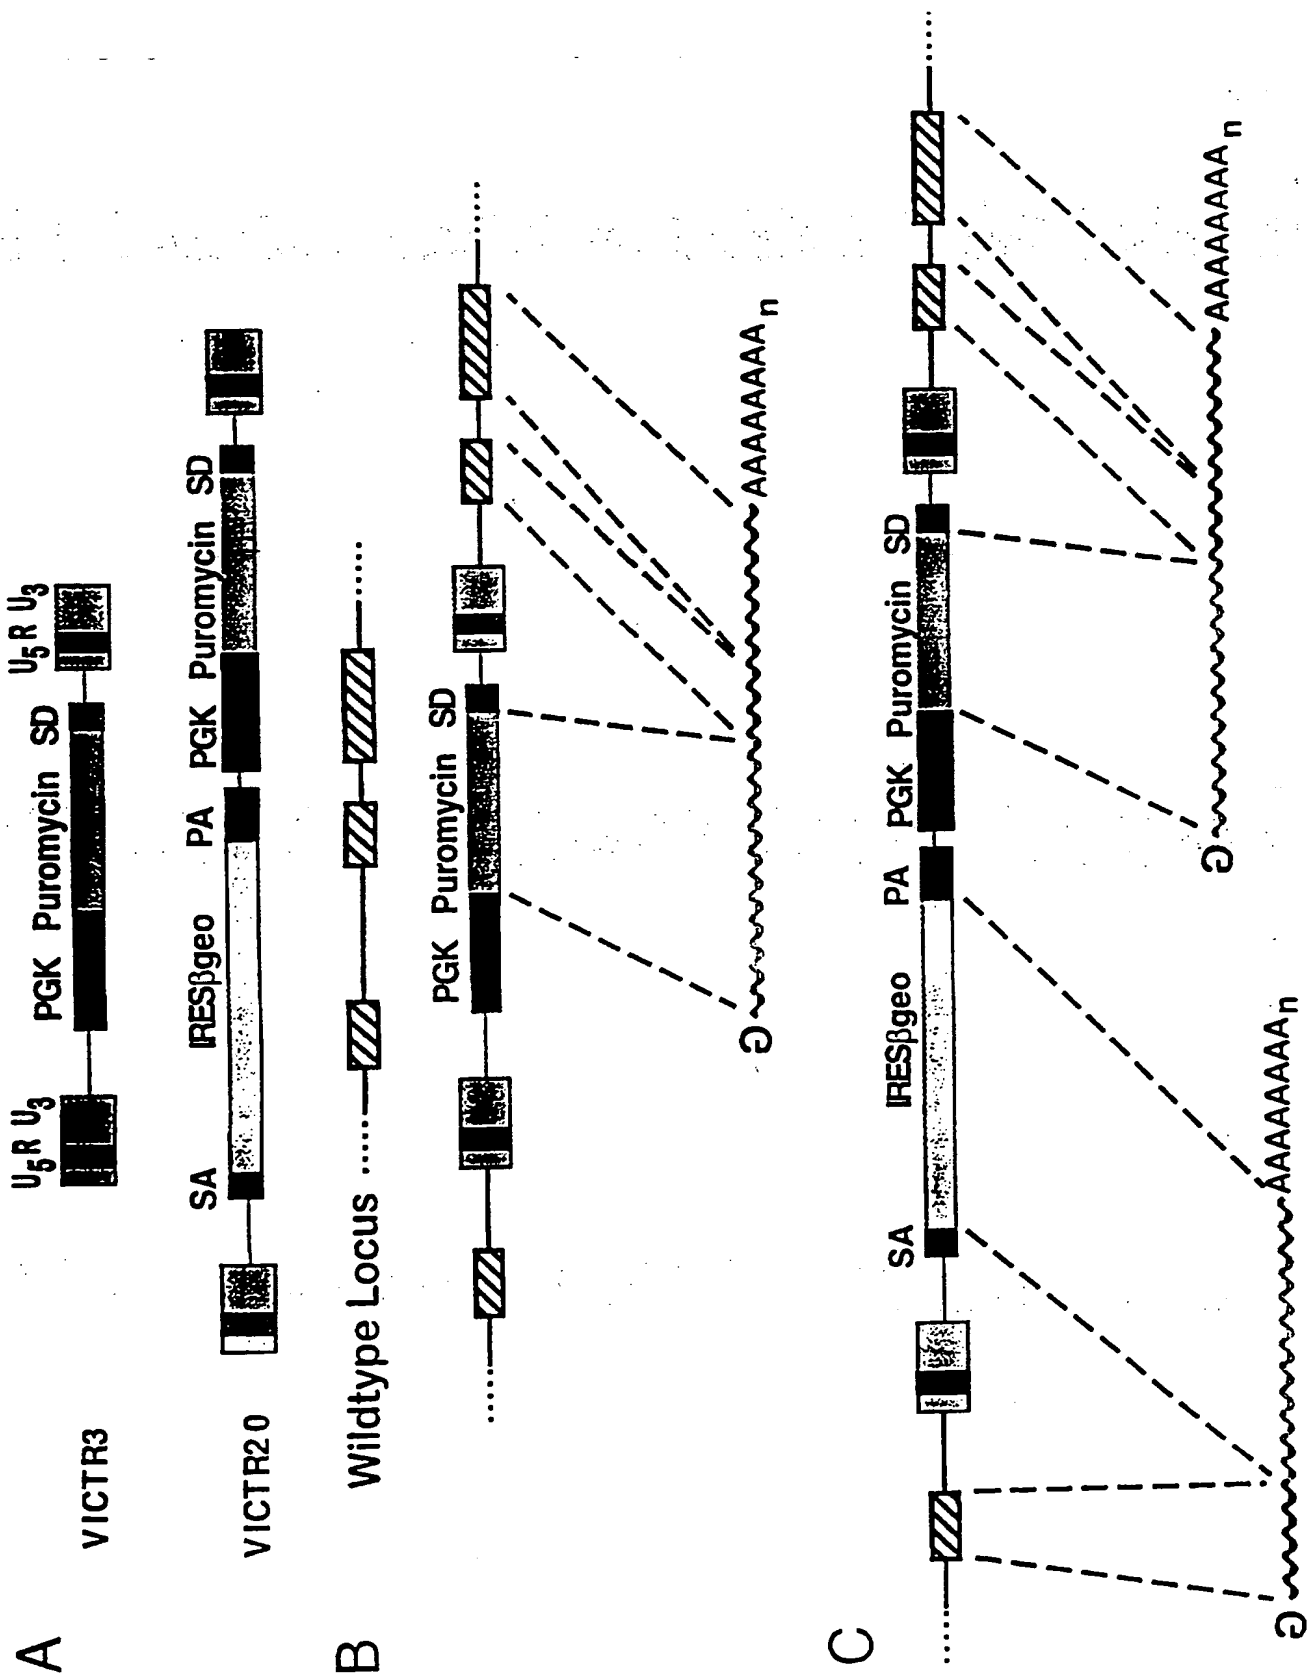 A
U5R U3
U5R U3
PGK Puromycin SD
VICTR3
SA
IRESβgeo
PA
PGK Puromycin SD
VICTR20
B
Wildtype Locus
PGK Puromycin SD
G
AAAAAAAAn
C
SA
IRESβgeo
PA
PGK Puromycin SD
G
AAAAAAAAn
G
AAAAAAAAn